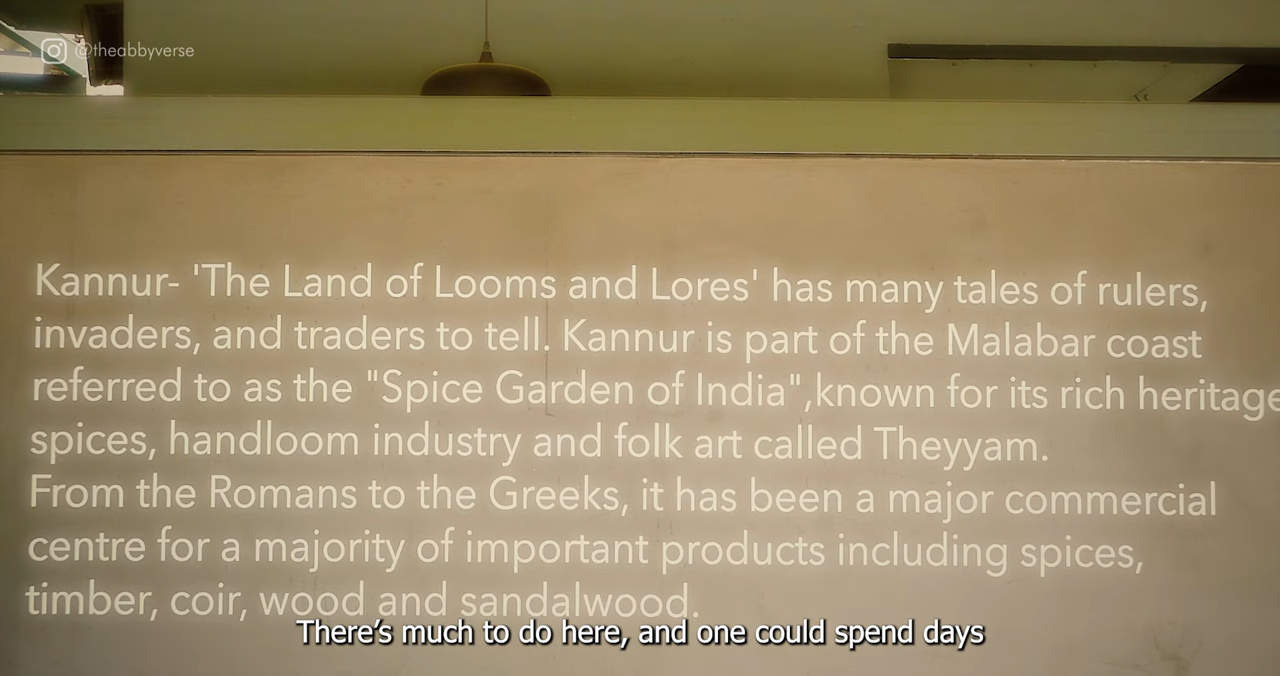 @theabbyverse
Kannur- 'The Land of Looms and Lores' has many tales of rulers,
invaders, and traders to tell. Kannur is part of the Malabar coast
referred to as the "Spice Garden of India",known for its rich heritage
spices, handloom industry and folk art called Theyyam.
From the Romans to the Greeks, it has been a major commercial
centre for a majority of important products including spices,
timber, coir, wood and sandalwood.
There’s much to do here, and one could spend days